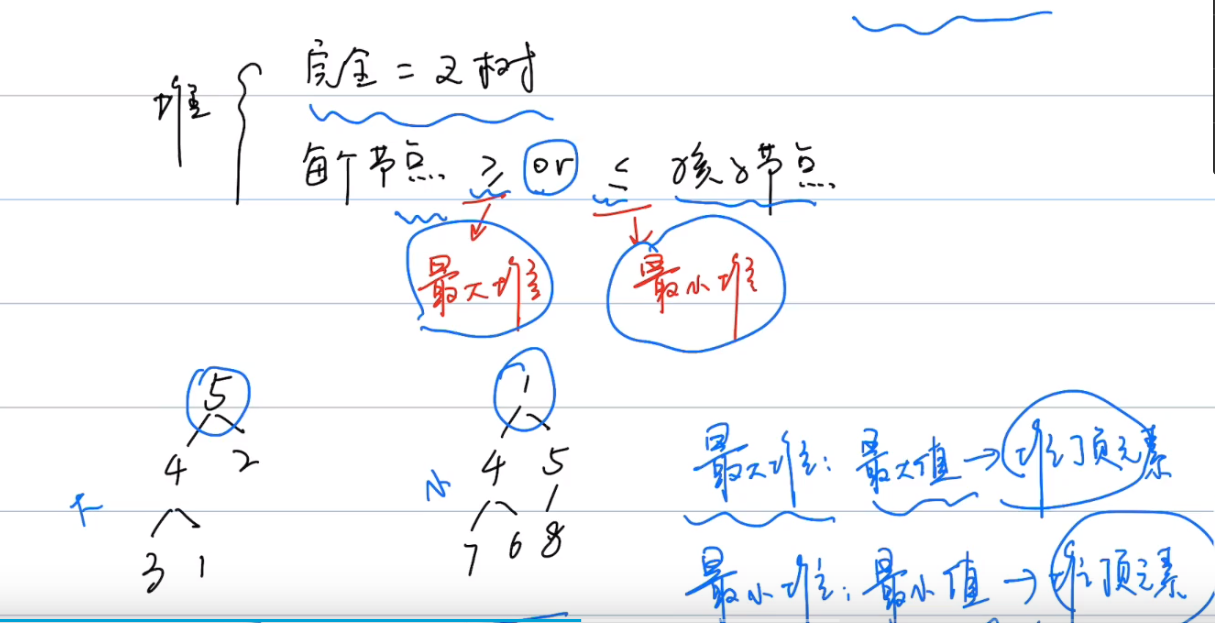 堆
完全二叉树
每个节点 ≥ or ≤ 孩子节点
最大堆 最小堆
5 1
4 2 4 5
大 小
3 1 7 6 8
最大堆: 最大值 → 堆顶元素
最小堆: 最小值 → 堆顶元素